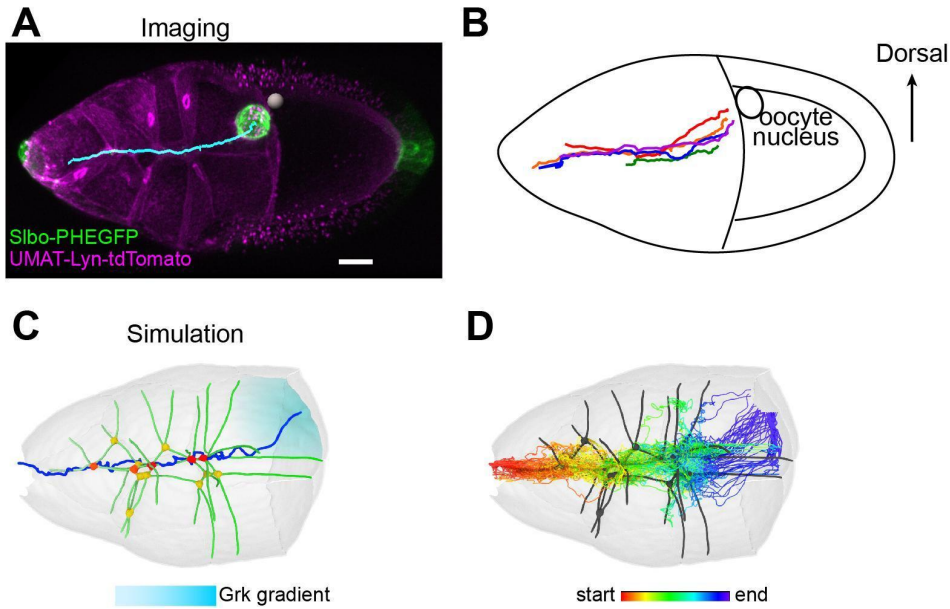 A
Imaging
Slbo-PHEGFP
UMAT-Lyn-tdTomato
B
Dorsal
oocyte
nucleus
C
Simulation
Grk gradient
D
start
end